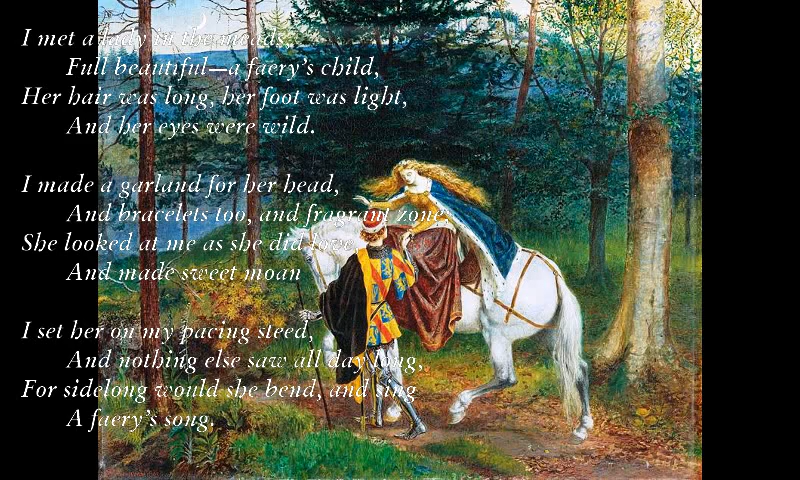 I met a lady in the meads,
Full beautiful—a faery's child,
Her hair was long, her foot was light,
And her eyes were wild.
I made a garland for her head,
And bracelets too, and fragrant zone;
She looked at me as she did love,
And made sweet moan
I set her on my pacing steed,
And nothing else saw all day long,
For sidelong would she bend, and sing
A faery's song.